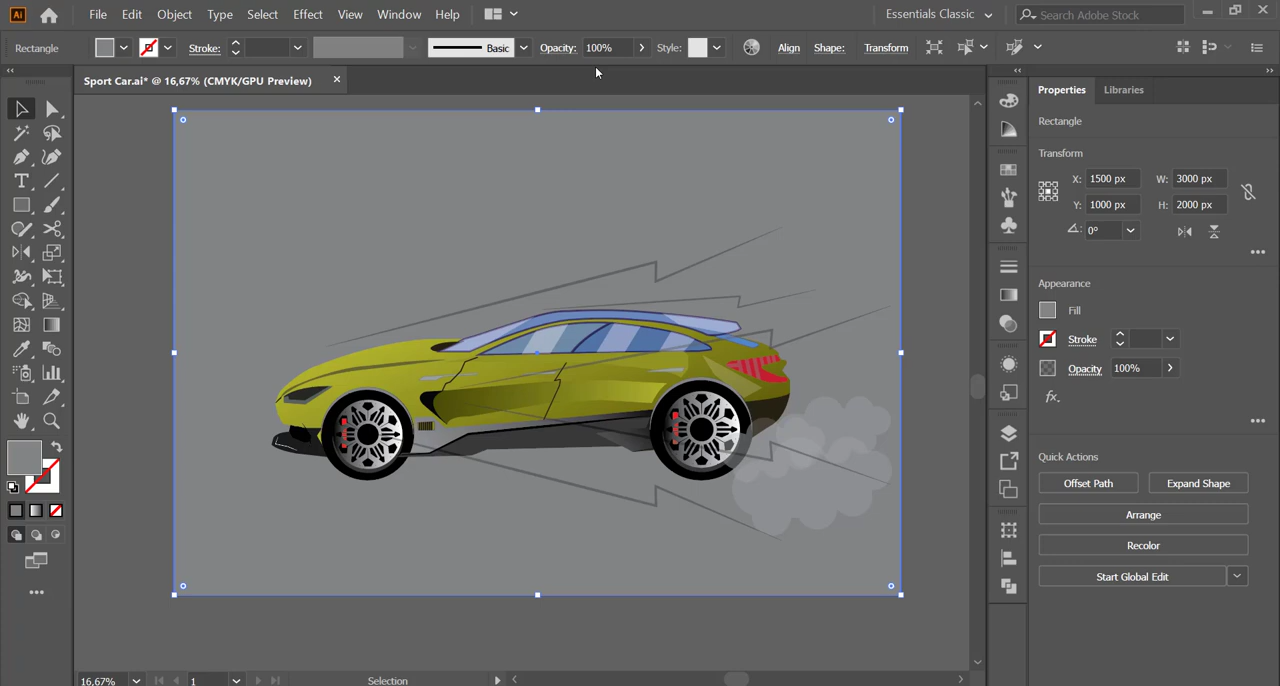 Ai File Edit Object Type Select Effect View Window Help Essentials Classic Search Adobe Stock
Rectangle Stroke: Basic Opacity: 100% Style: Align Shape: Transform
Sport Car.ai* @ 16,67% (CMYK/GPU Preview)
Properties Libraries
Rectangle
Transform
X: 1500 px W: 3000 px
Y: 1000 px H: 2000 px
0°
Appearance
Fill
Stroke
Opacity 100%
fx
Quick Actions
Offset Path Expand Shape
Arrange
Recolor
Start Global Edit
16,67% 1 Selection